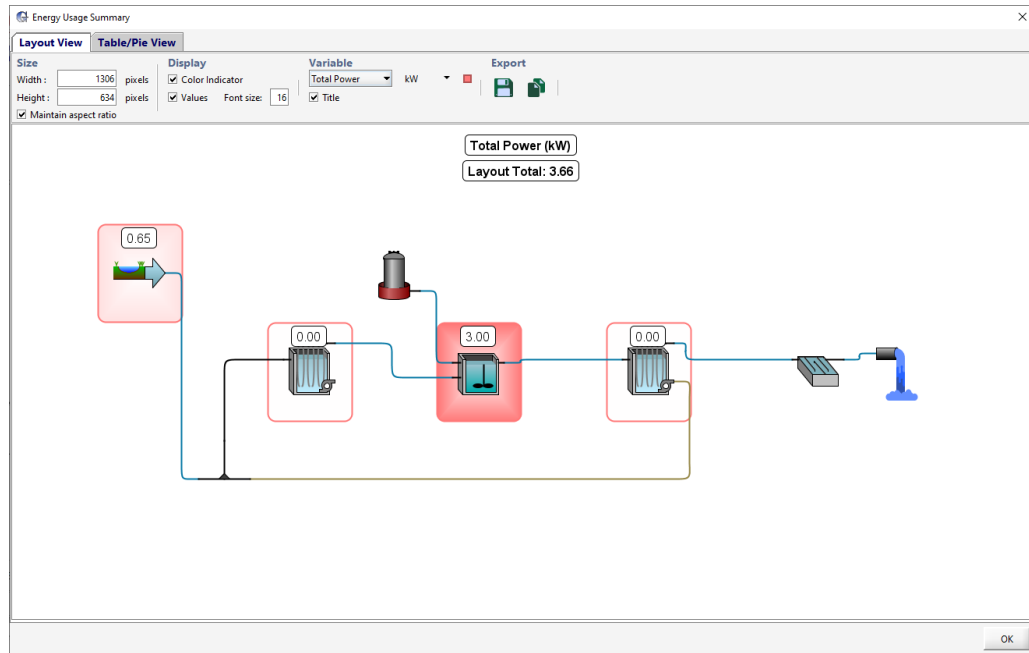 Energy Usage Summary
Layout View Table/Pie View
Size Display Variable Export
Width : 1306 pixels Color Indicator Total Power kW
Height : 634 pixels Values Font size: 16 Title
Maintain aspect ratio
Total Power (kW)
Layout Total: 3.66
0.65
0.00 3.00 0.00
OK